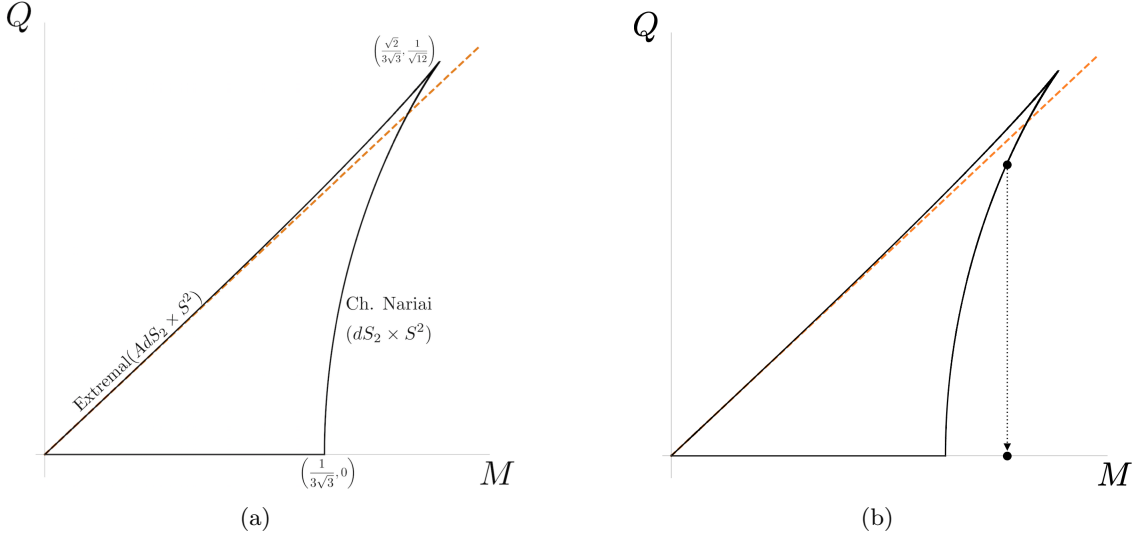 Q
(√2/3√3, 1/√12)
Extremal(AdS₂ × S²)
Ch. Nariai
(dS₂ × S²)
(1/3√3, 0)
M
(a)
Q
M
(b)